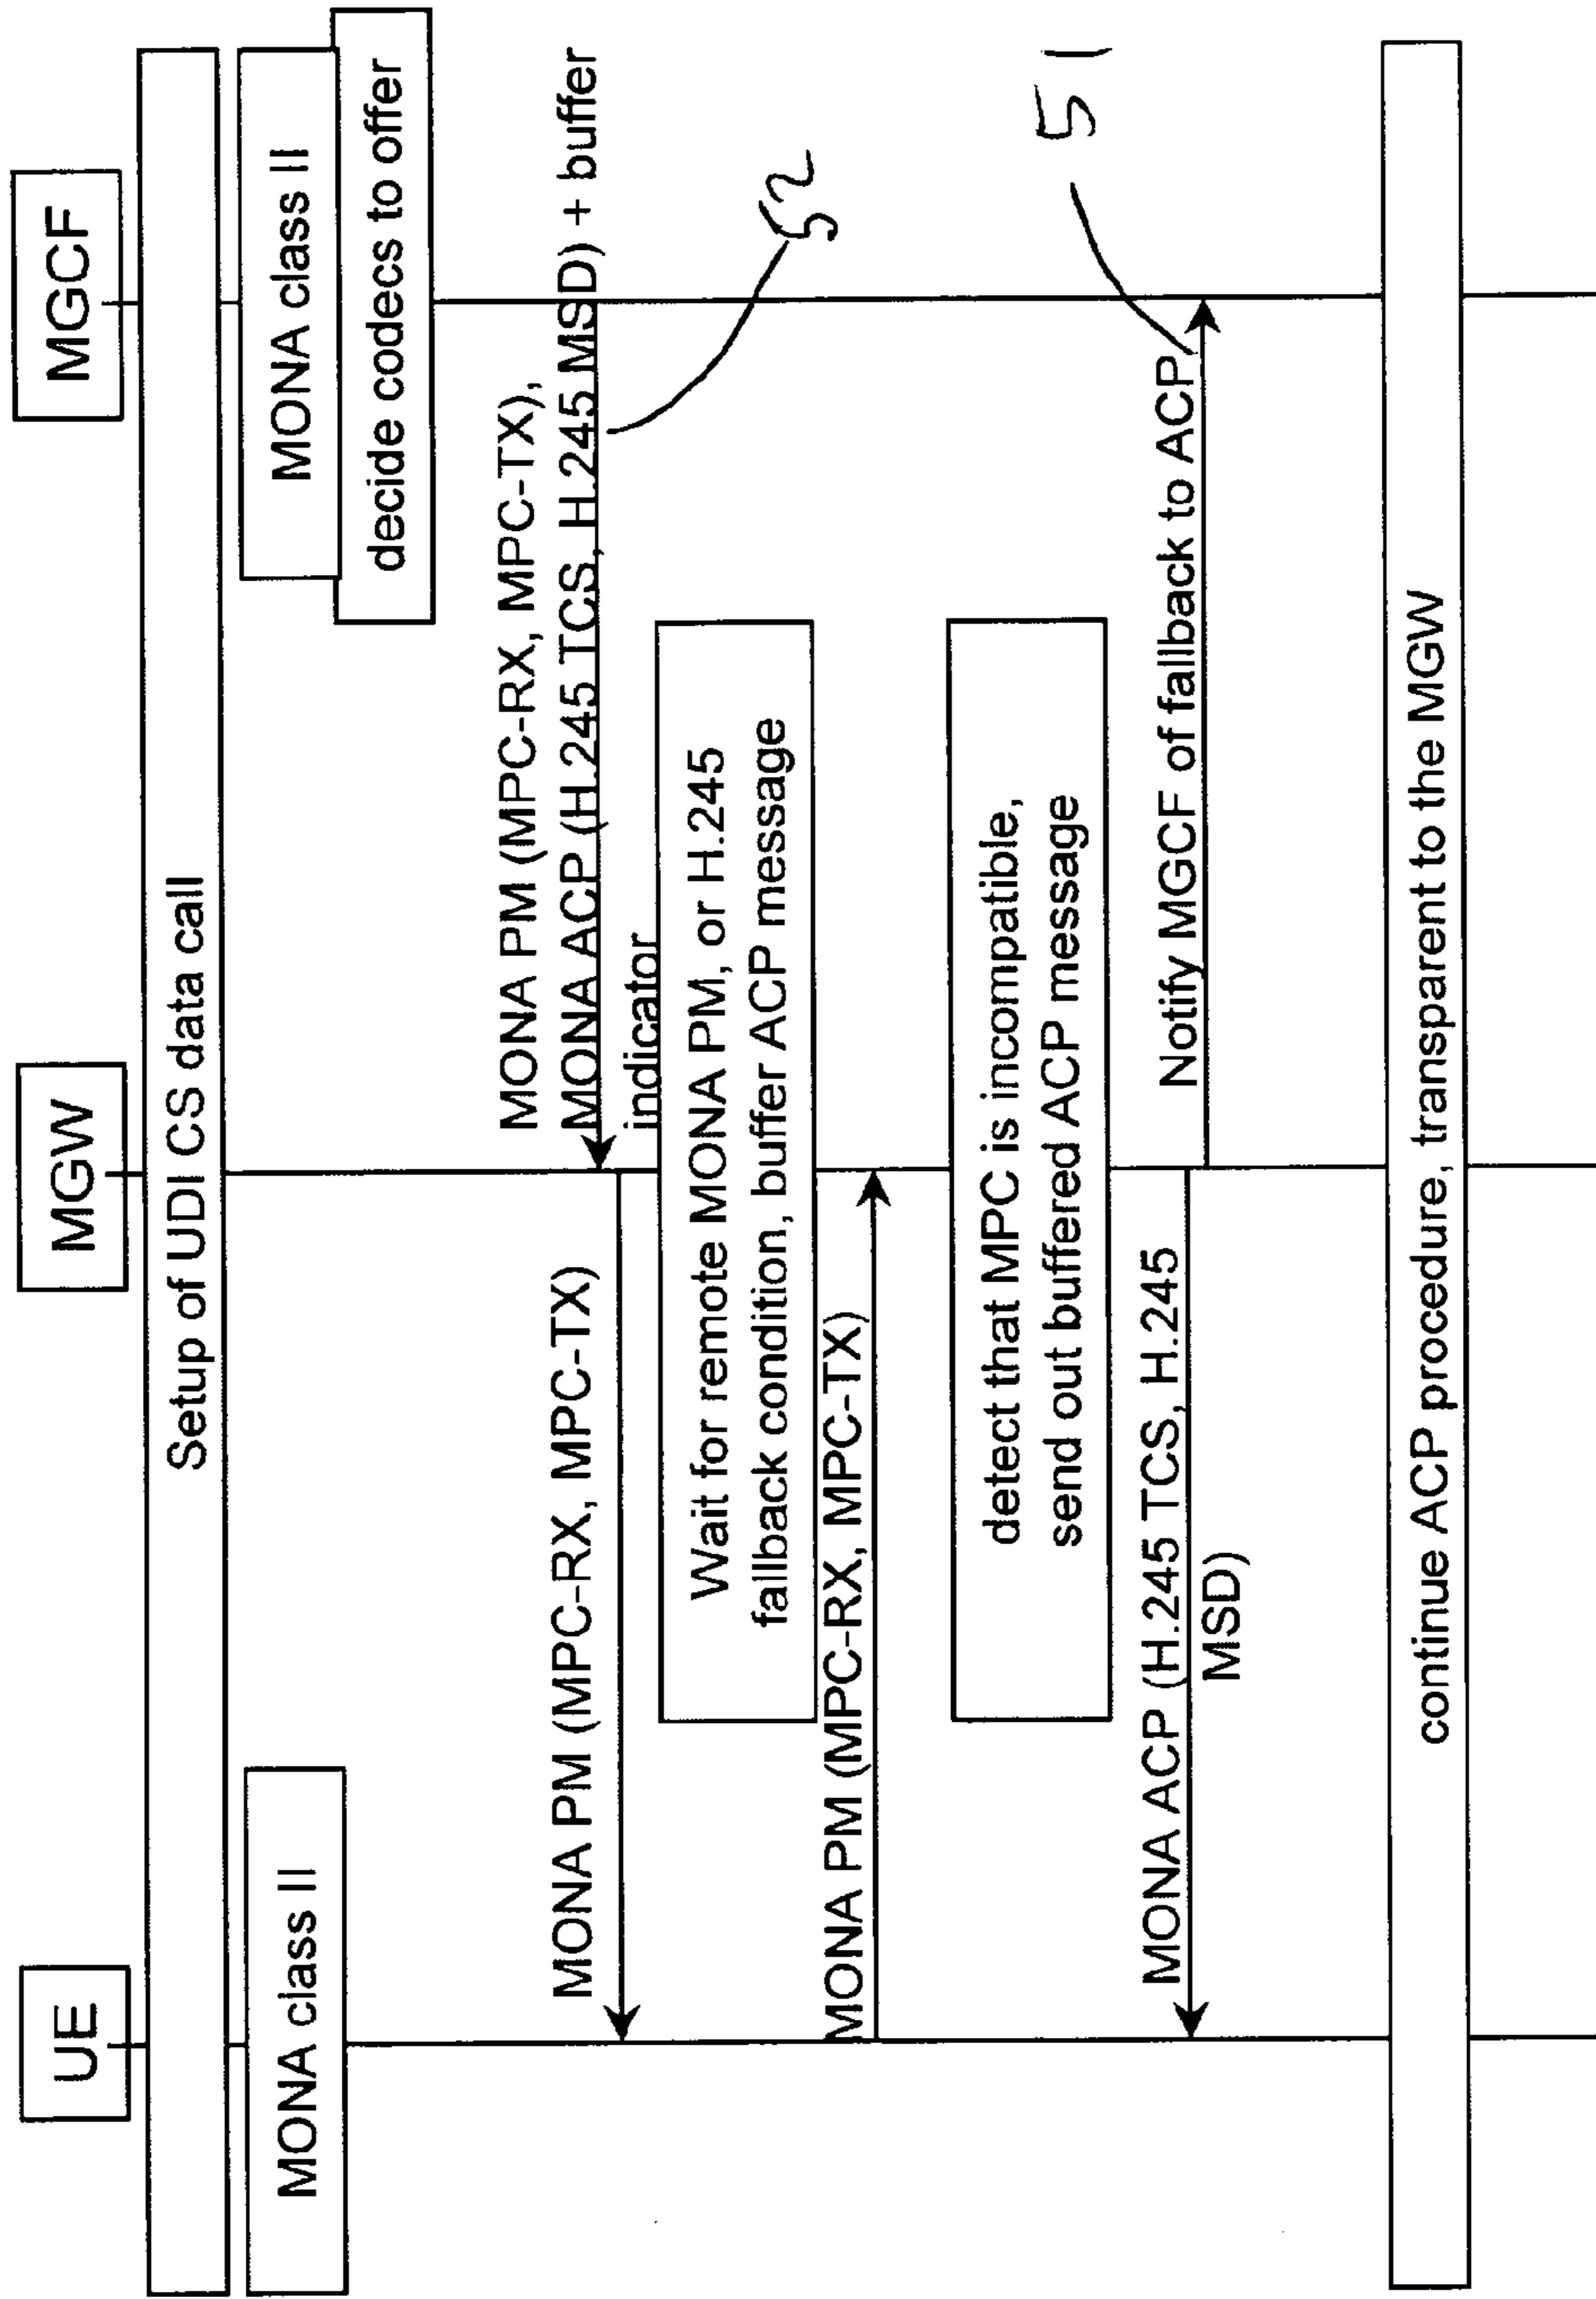 UE
MGW
MGCF
Setup of UDI CS data call
MONA class II
MONA class II
decide codecs to offer
MONA PM (MPC-RX, MPC-TX),
MONA ACP (H.245 TCS, H.245 MSD) + buffer
indicator
52
MONA PM (MPC-RX, MPC-TX)
Wait for remote MONA PM, or H.245
fallback condition, buffer ACP message
MONA PM (MPC-RX, MPC-TX)
detect that MPC is incompatible,
send out buffered ACP message
MONA ACP (H.245 TCS, H.245
MSD)
Notify MGCF of fallback to ACP
51
continue ACP procedure, transparent to the MGW